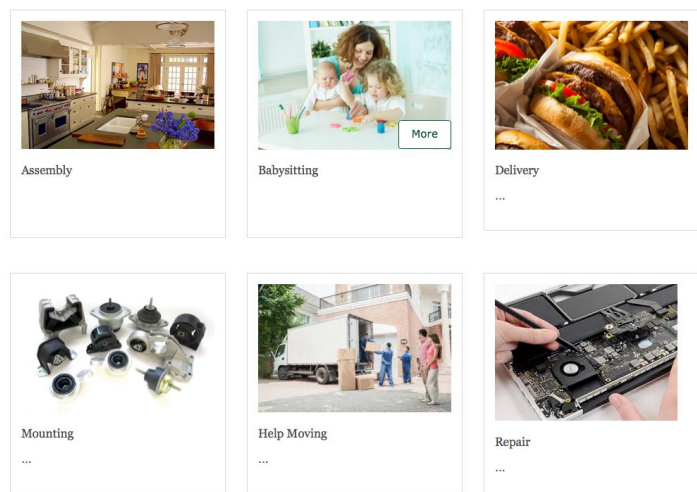 More
Assembly
Babysitting
Delivery
...
Mounting
...
Help Moving
...
Repair
...